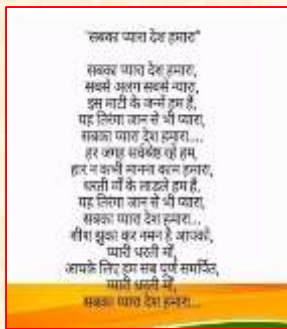 "सबका प्यारा देश हमारा"
सबका प्यारा देश हमारा,
सबसे अलग सबसे न्यारा,
इस माटी के जन्में हम हैं,
यह तिरंगा जान से भी प्यारा,
सबका प्यारा देश हमारा....
हर जगह सर्वश्रेष्ठ रहे हम,
हार न कभी मानना काम हमारा,
धरती माँ के लाडले हम हैं,
यह तिरंगा जान से भी प्यारा,
सबका प्यारा देश हमारा...
शीश झुका कर नमन है आपको,
प्यारी धरती माँ,
आपके लिए हम सब पूर्ण समर्पित,
प्यारी धरती माँ,
सबका प्यारा देश हमारा...